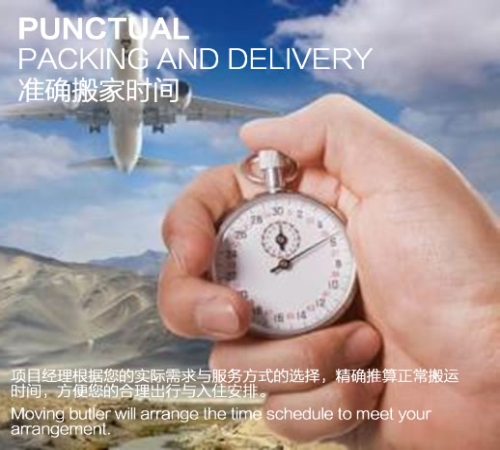 PUNCTUAL
PACKING AND DELIVERY
准确搬家时间
项目经理根据您的实际需求与服务方式的选择，精确推算正常搬运
时间，方便您的合理出行与入住安排。
Moving butler will arrange the time schedule to meet your
arrangement.